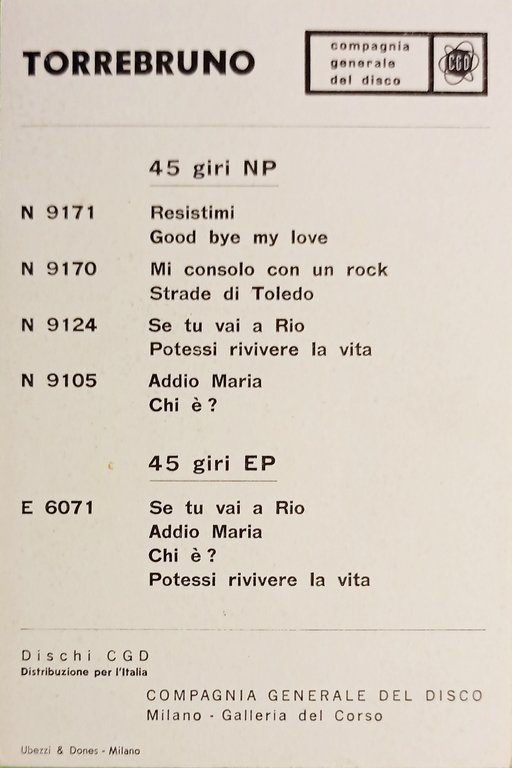 TORREBRUNO
compagnia
generale
del disco
CGD
45 giri NP
N 9171 Resistimi
Good bye my love
N 9170 Mi consolo con un rock
Strade di Toledo
N 9124 Se tu vai a Rio
Potessi rivivere la vita
N 9105 Addio Maria
Chi è?
45 giri EP
E 6071 Se tu vai a Rio
Addio Maria
Chi è?
Potessi rivivere la vita
Dischi CGD
Distribuzione per l'Italia
COMPAGNIA GENERALE DEL DISCO
Milano - Galleria del Corso
Ubezzi & Dones - Milano